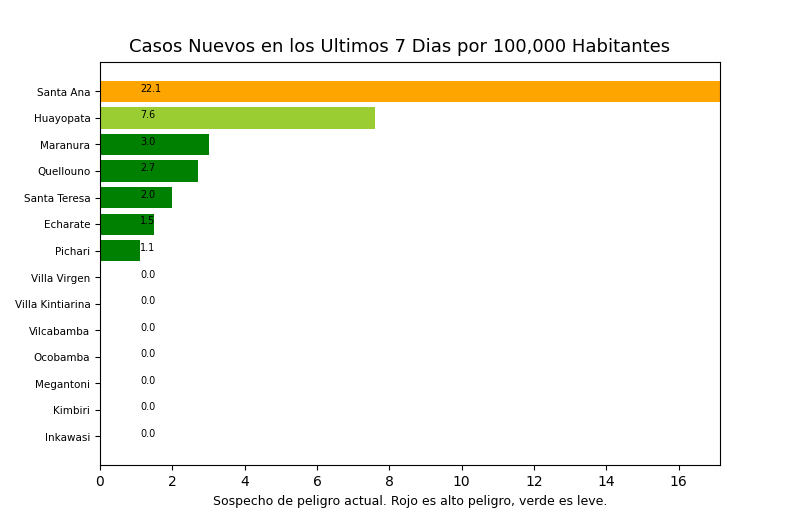 Casos Nuevos en los Ultimos 7 Dias por 100,000 Habitantes
Santa Ana 22.1
Huayopata 7.6
Maranura 3.0
Quellouno 2.7
Santa Teresa 2.0
Echarate 1.5
Pichari 1.1
Villa Virgen 0.0
Villa Kintiarina 0.0
Vilcabamba 0.0
Ocobamba 0.0
Megantoni 0.0
Kimbiri 0.0
Inkawasi 0.0
0 2 4 6 8 10 12 14 16
Sospecho de peligro actual. Rojo es alto peligro, verde es leve.